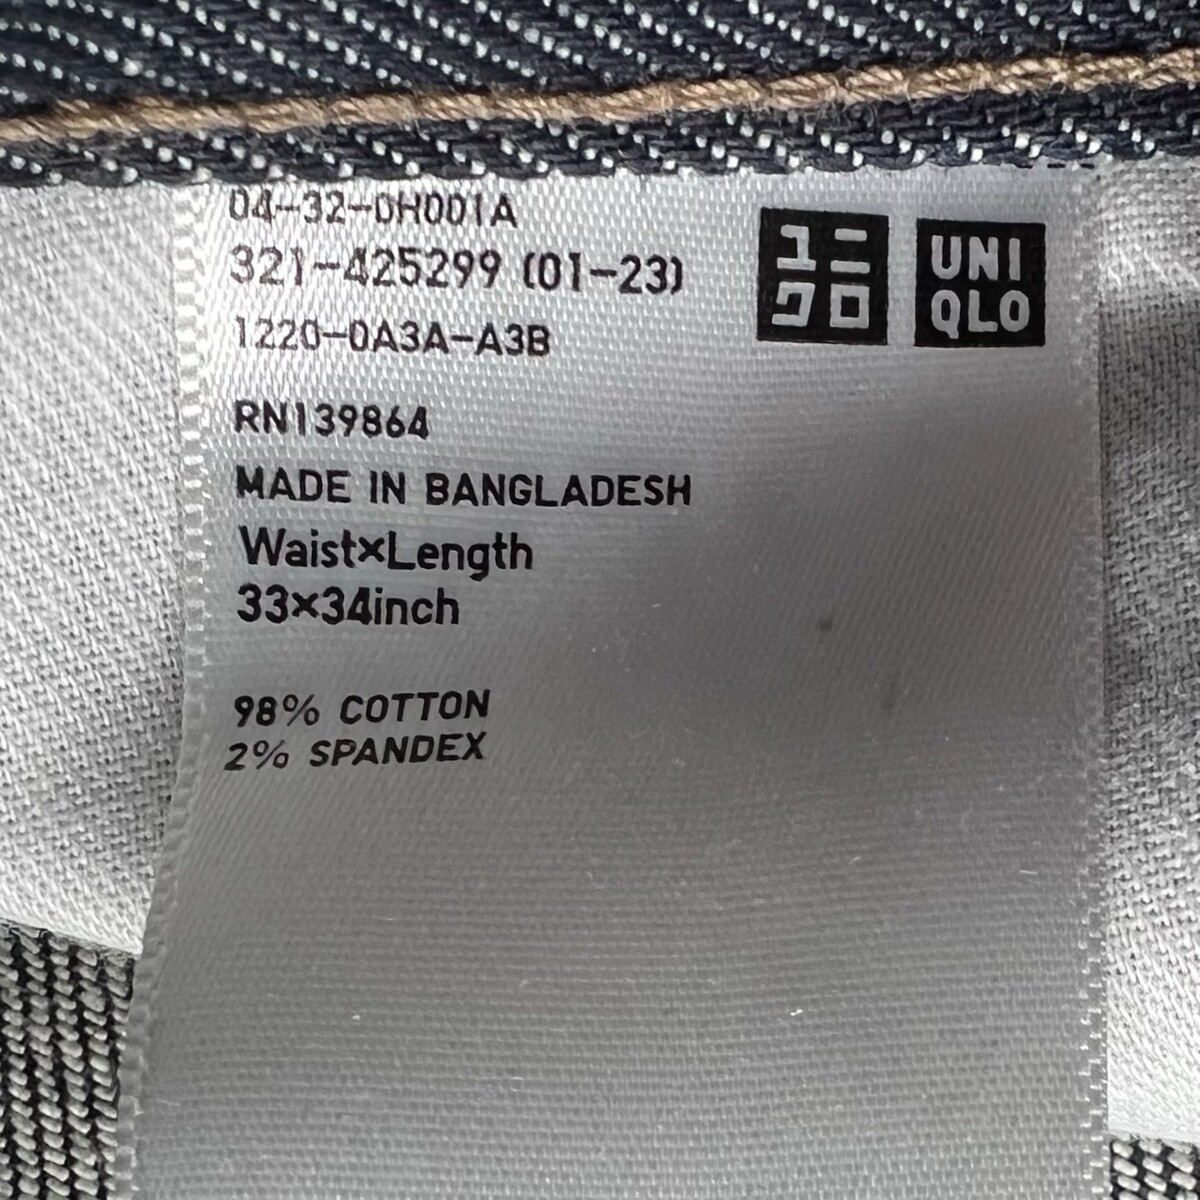 04-32-0H001A
321-425299 (01-23)
1220-0A3A-A3B
ユニ
クロ
UNI
QLO
RN139864
MADE IN BANGLADESH
Waist×Length
33×34inch
98% COTTON
2% SPANDEX